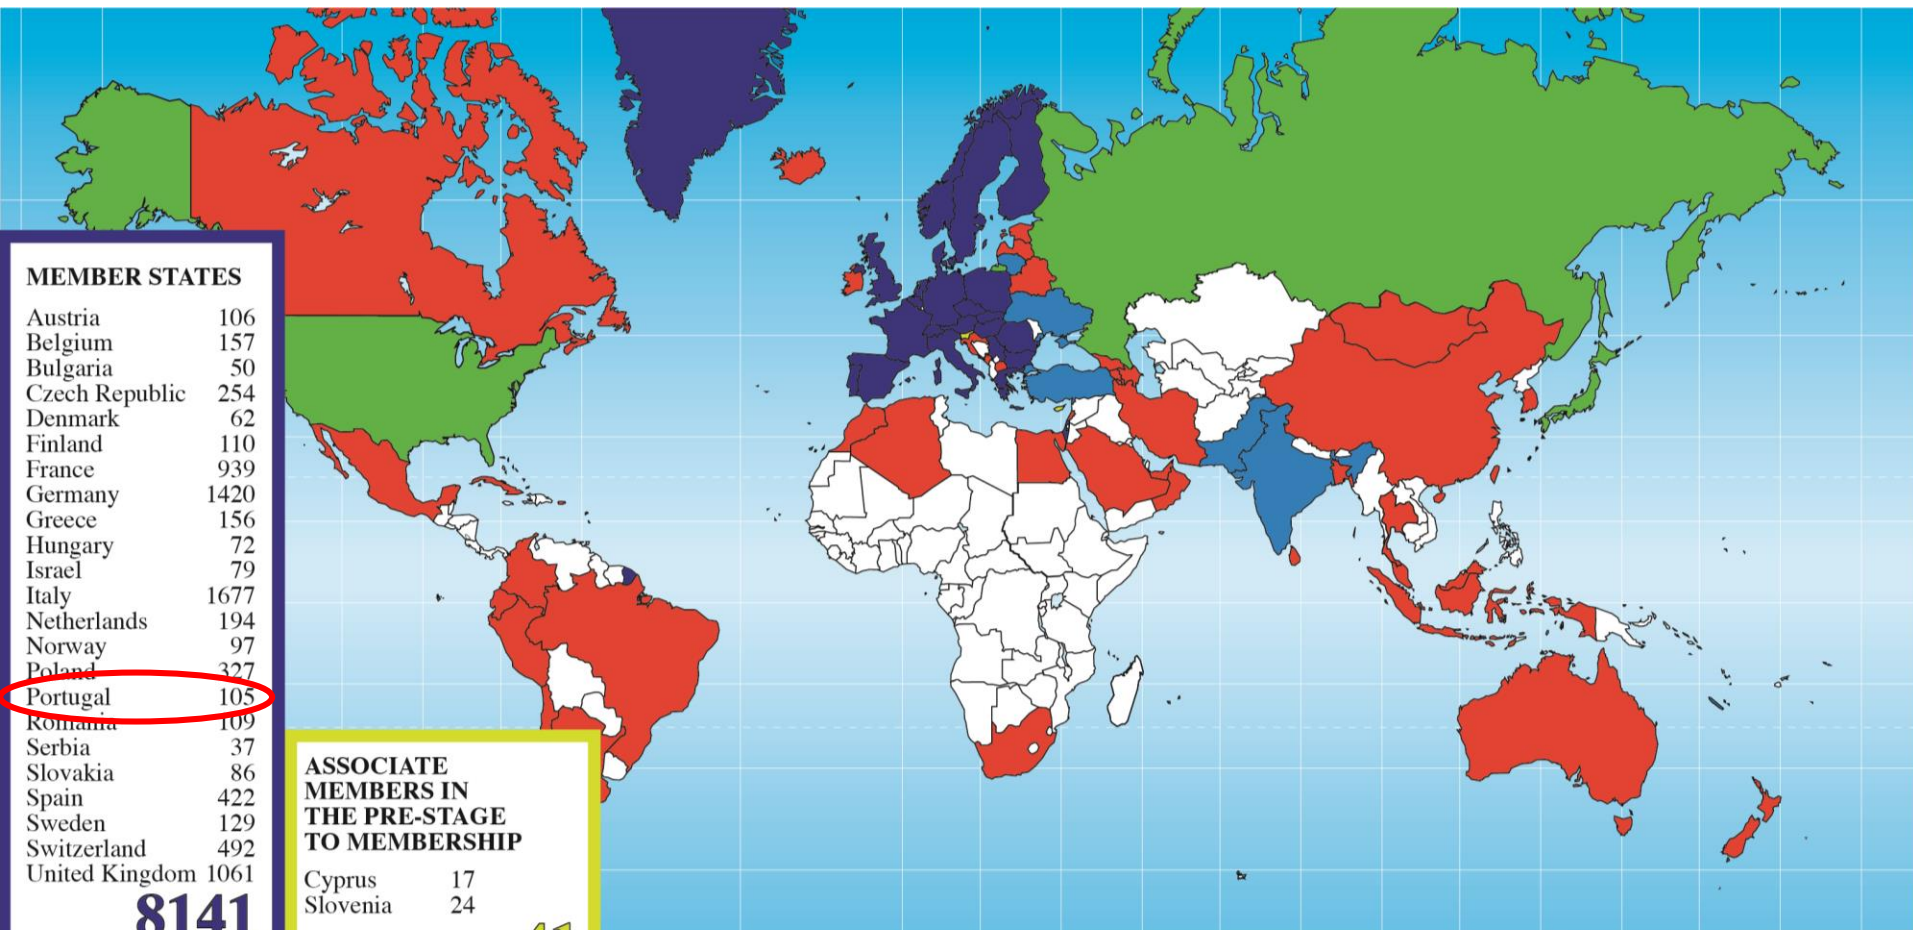 MEMBER STATES
Austria 106
Belgium 157
Bulgaria 50
Czech Republic 254
Denmark 62
Finland 110
France 939
Germany 1420
Greece 156
Hungary 72
Israel 79
Italy 1677
Netherlands 194
Norway 97
Poland 327
Portugal 105
Romania 109
Serbia 37
Slovakia 86
Spain 422
Sweden 129
Switzerland 492
United Kingdom 1061
8141
ASSOCIATE
MEMBERS IN
THE PRE-STAGE
TO MEMBERSHIP
Cyprus 17
Slovenia 24